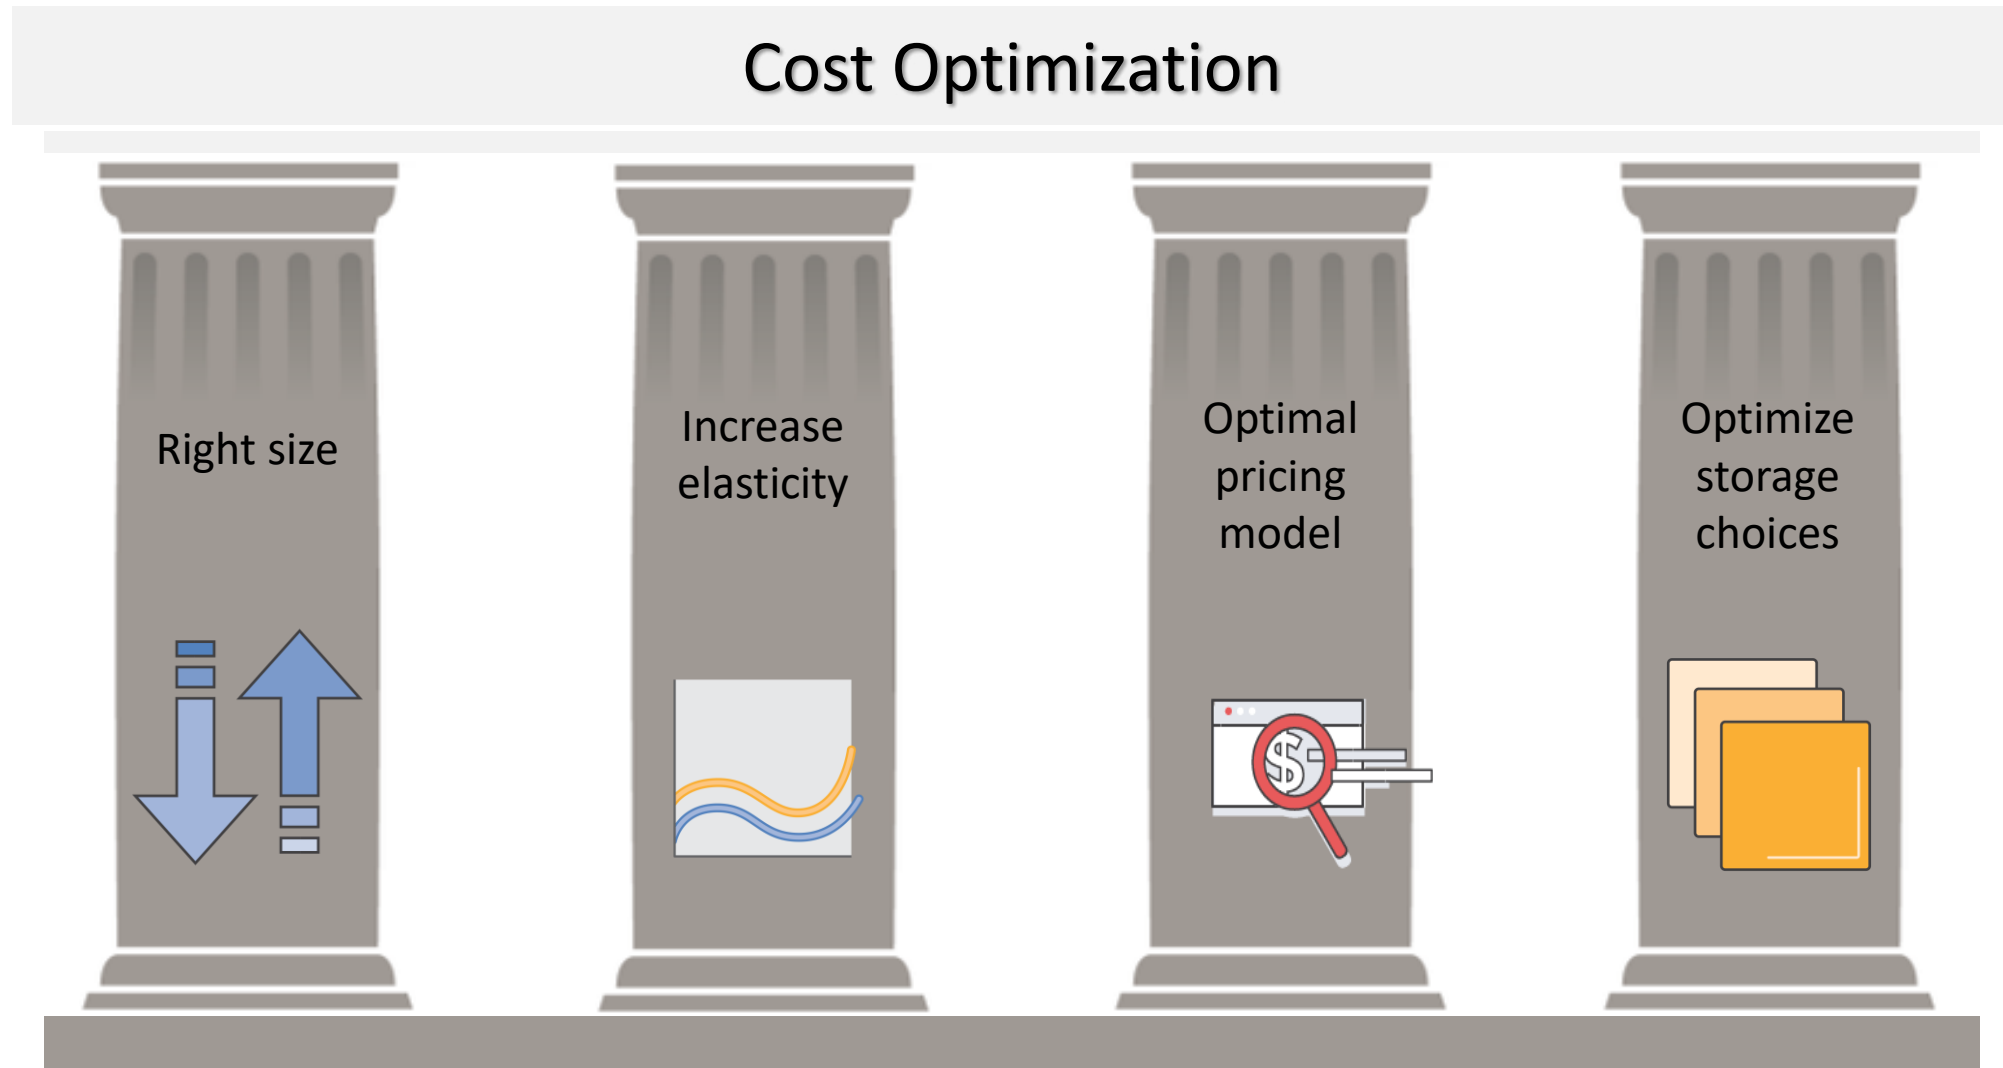 Cost Optimization
Right size
Increase
elasticity
Optimal
pricing
model
Optimize
storage
choices
$